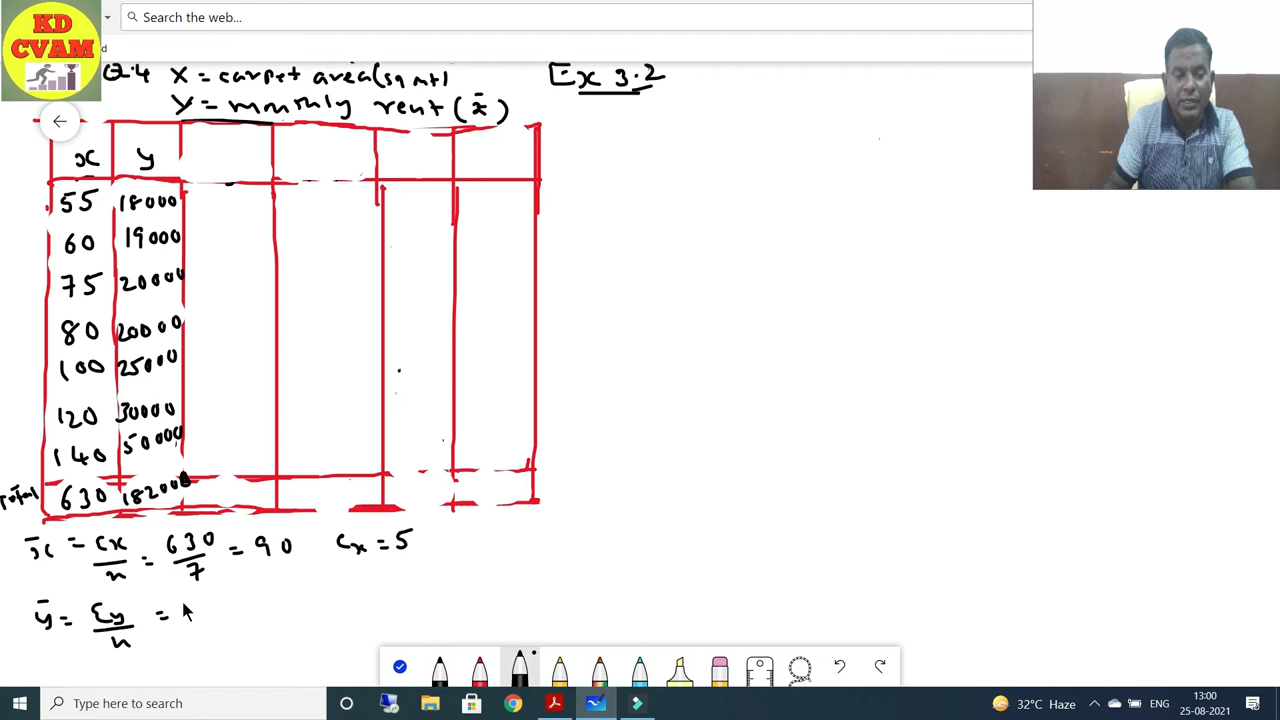 KD
CVAM
Search the web...
d
Q.4 X = carpet area (sq mt) Ex 3.2
Y = monthly rent (₹)
x y
55 18000
60 19000
75 20000
80 20000
100 25000
120 30000
140 50000
Total 630 182000
x̄ = Σx/n = 630/7 = 90 Cx = 5
ȳ = Σy/n =
Type here to search
32°C Haze
ENG
13:00
25-08-2021